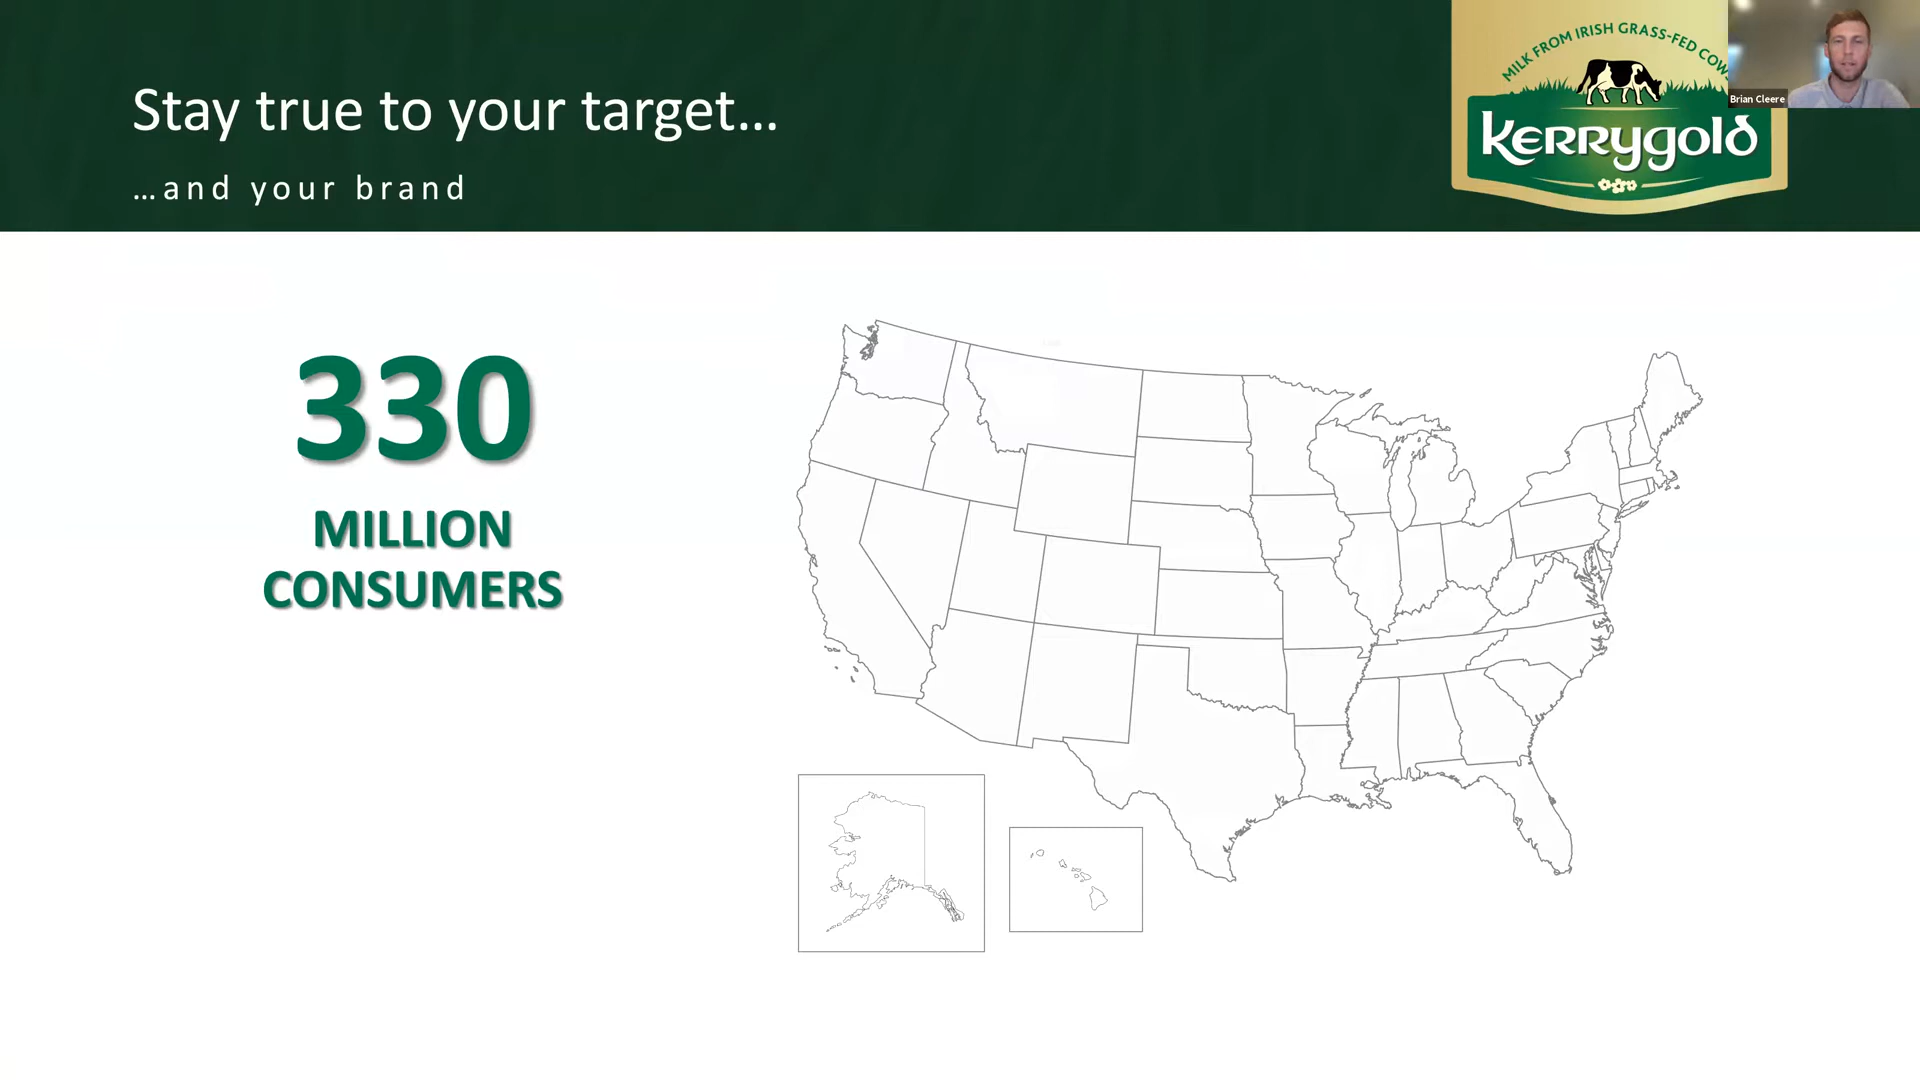 Stay true to your target...
...and your brand
MILK FROM IRISH GRASS-FED COWS
Kerrygold
Brian Cleere
330
MILLION
CONSUMERS